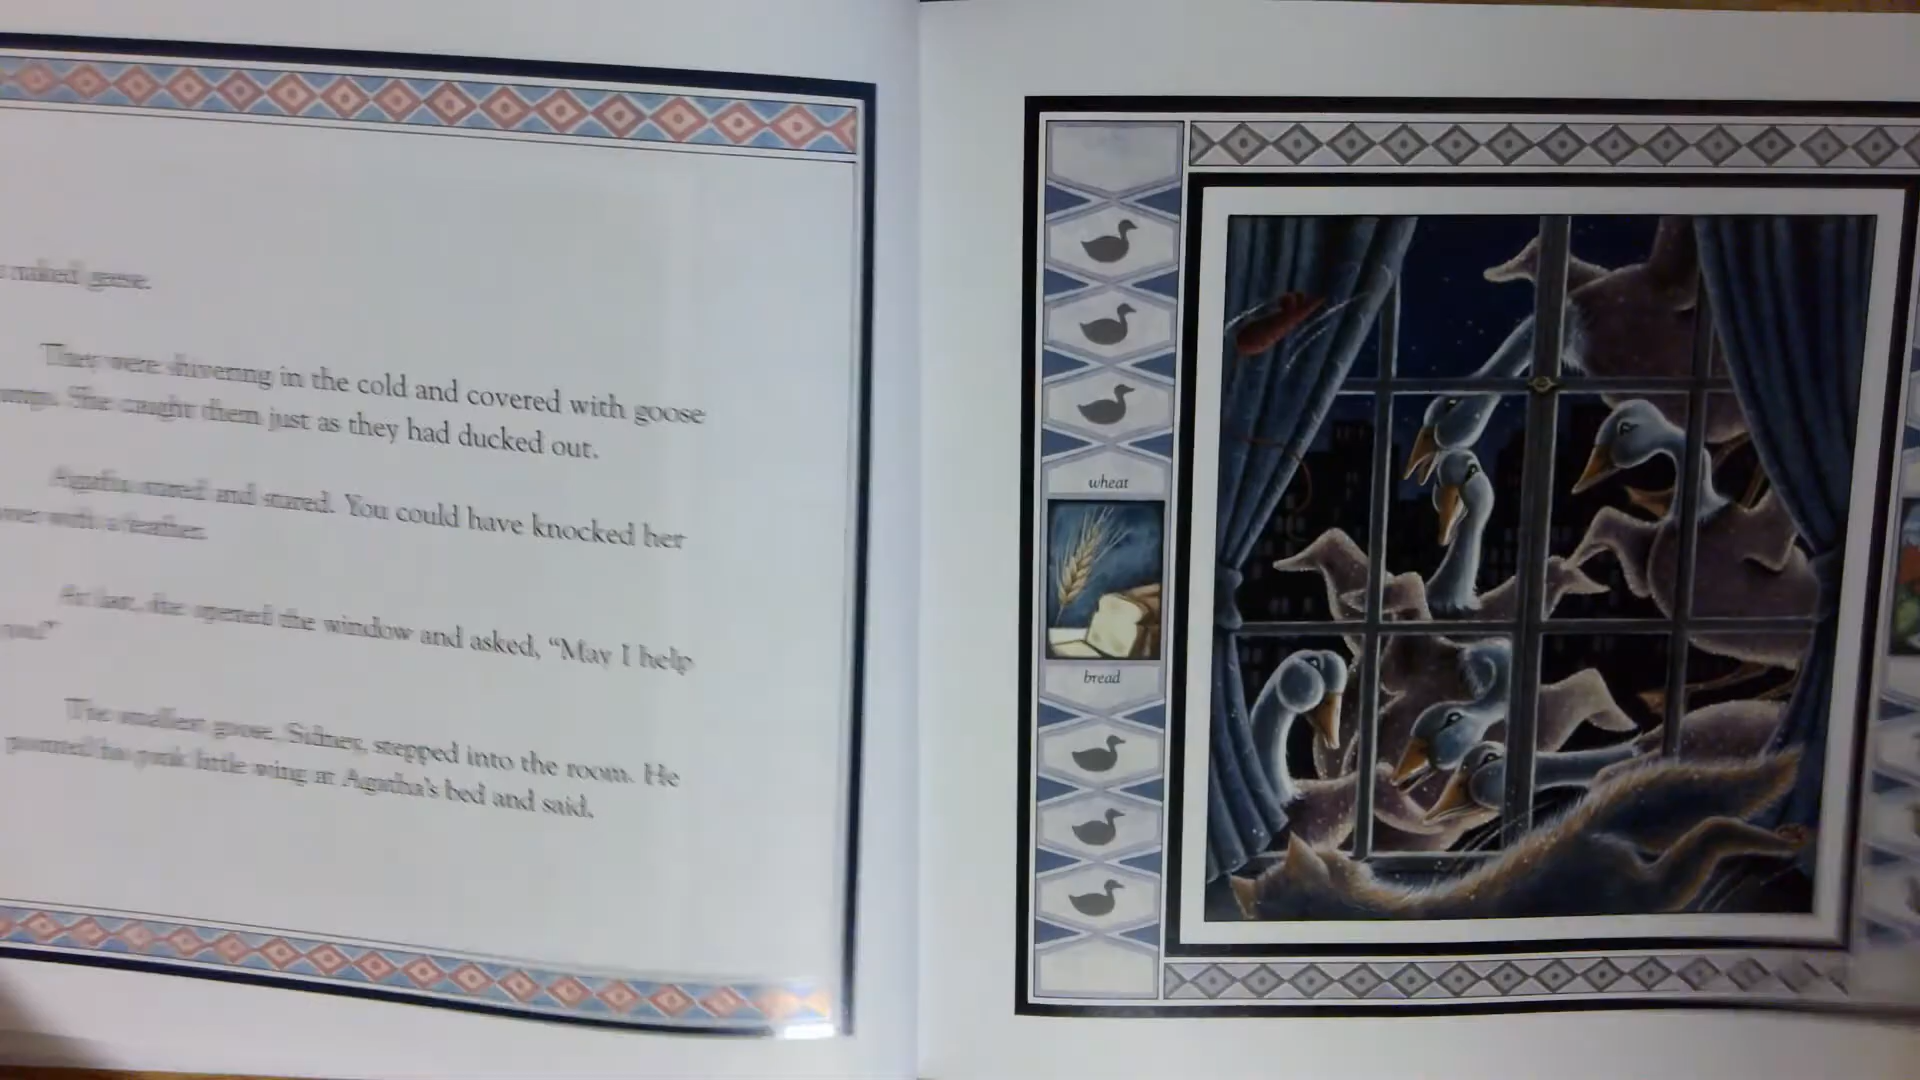 naked geese.
They were shivering in the cold and covered with goose
She caught them just as they had ducked out.
Agatha stared and stared. You could have knocked her
over with a feather.
At last, she opened the window and asked, “May I help
you?”
The smallest goose, Sidney, stepped into the room. He
pointed his pink little wing at Agatha's bed and said,
wheat
bread